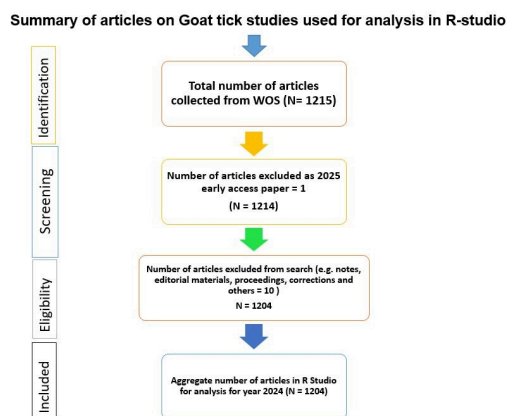 Summary of articles on Goat tick studies used for analysis in R-studio
Identification
Total number of articles
collected from WOS (N= 1215)
Screening
Number of articles excluded as 2025
early access paper = 1
(N = 1214)
Eligibility
Number of articles excluded from search (e.g. notes,
editorial materials, proceedings, corrections and
others = 10 )
N = 1204
Included
Aggregate number of articles in R Studio
for analysis for year 2024 (N = 1204)